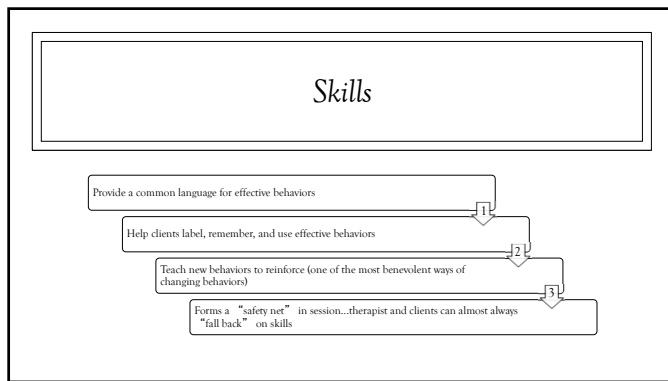 Skills
Provide a common language for effective behaviors
1
Help clients label, remember, and use effective behaviors
2
Teach new behaviors to reinforce (one of the most benevolent ways of
changing behaviors)
3
Forms a “safety net” in session...therapist and clients can almost always
“fall back” on skills